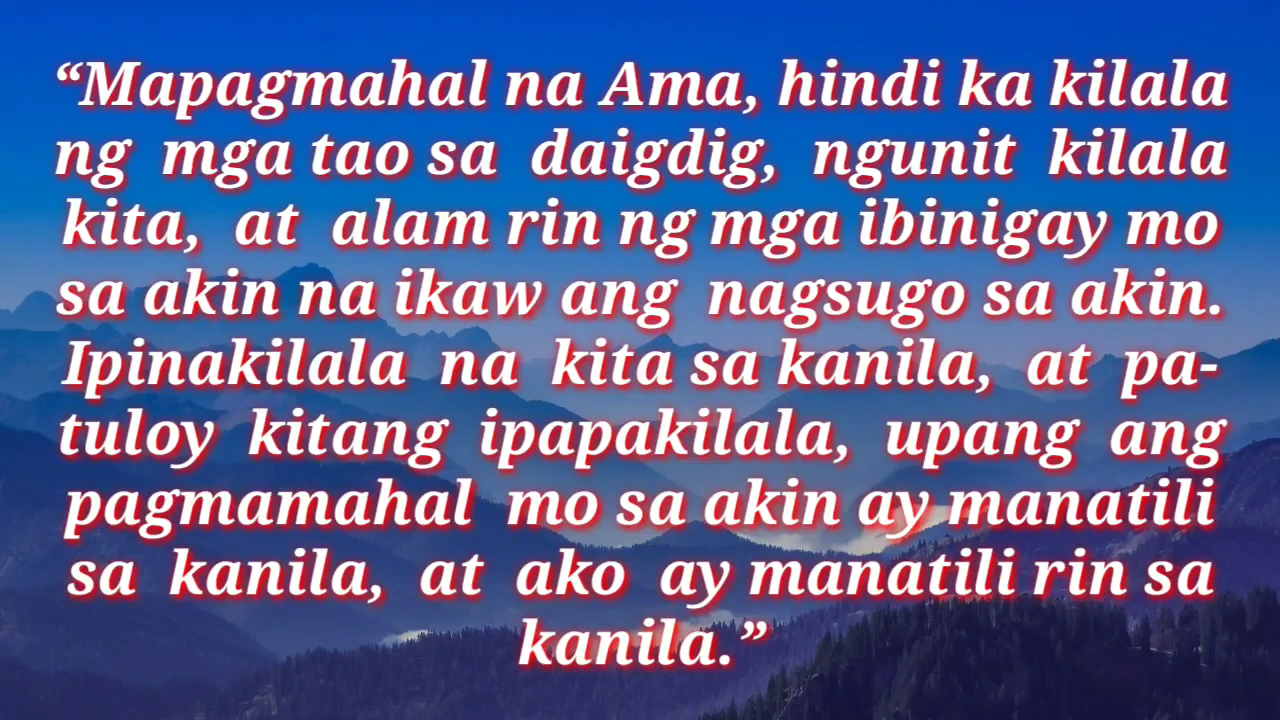 “Mapagmahal na Ama, hindi ka kilala
ng mga tao sa daigdig, ngunit kilala
kita, at alam rin ng mga ibinigay mo
sa akin na ikaw ang nagsugo sa akin.
Ipinakilala na kita sa kanila, at pa-
tuloy kitang ipapakilala, upang ang
pagmamahal mo sa akin ay manatili
sa kanila, at ako ay manatili rin sa
kanila.”